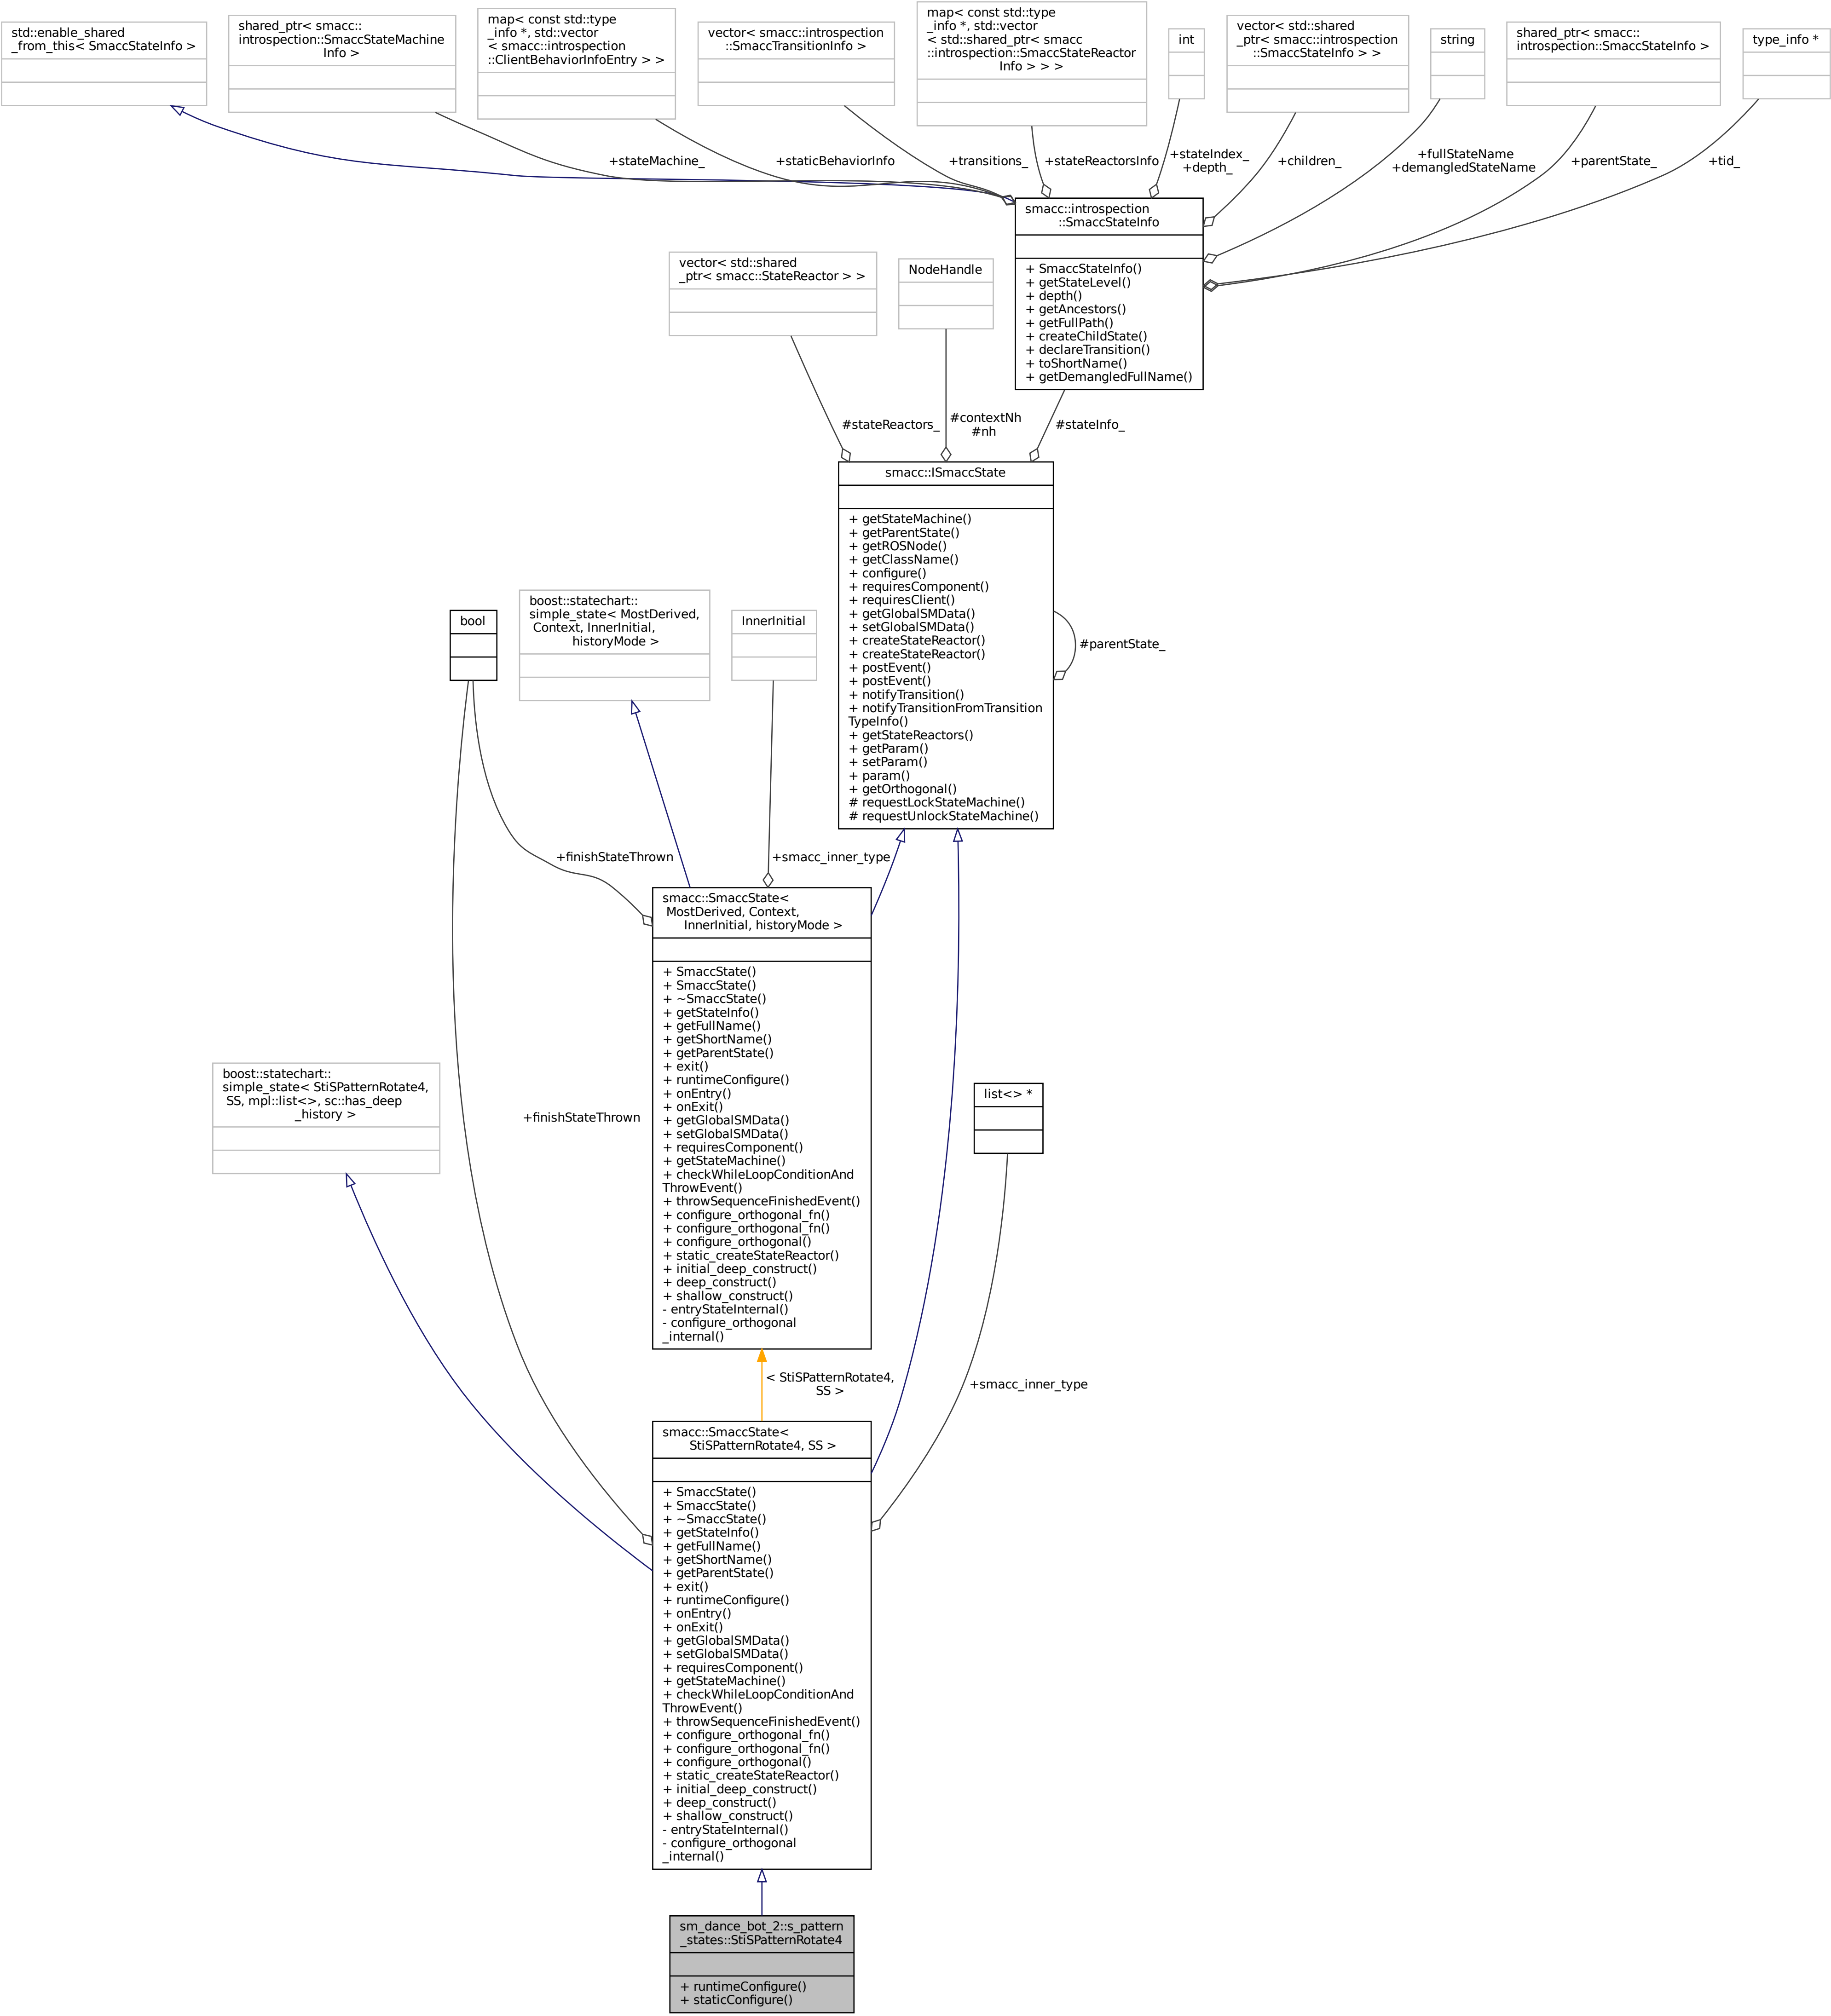 std::enable_shared
_from_this< SmaccStateInfo >
shared_ptr< smacc::
introspection::SmaccStateMachine
Info >
map< const std::type
_info *, std::vector
< smacc::introspection
::ClientBehaviorInfoEntry > >
vector< smacc::introspection
::SmaccTransitionInfo >
map< const std::type
_info *, std::vector
< std::shared_ptr< smacc
::introspection::SmaccStateReactor
Info > > >
int
vector< std::shared
_ptr< smacc::introspection
::SmaccStateInfo > >
string
shared_ptr< smacc::
introspection::SmaccStateInfo >
type_info *
+stateMachine_
+staticBehaviorInfo
+transitions_
+stateReactorsInfo
+stateIndex_
+depth_
+children_
+fullStateName
+demangledStateName
+parentState_
+tid_
smacc::introspection
::SmaccStateInfo
+ SmaccStateInfo()
+ getStateLevel()
+ depth()
+ getAncestors()
+ getFullPath()
+ createChildState()
+ declareTransition()
+ toShortName()
+ getDemangledFullName()
vector< std::shared
_ptr< smacc::StateReactor > >
NodeHandle
#stateReactors_
#contextNh
#nh
#stateInfo_
smacc::ISmaccState
+ getStateMachine()
+ getParentState()
+ getROSNode()
+ getClassName()
+ configure()
+ requiresComponent()
+ requiresClient()
+ getGlobalSMData()
+ setGlobalSMData()
+ createStateReactor()
+ createStateReactor()
+ postEvent()
+ postEvent()
+ notifyTransition()
+ notifyTransitionFromTransition
TypeInfo()
+ getStateReactors()
+ getParam()
+ setParam()
+ param()
+ getOrthogonal()
# requestLockStateMachine()
# requestUnlockStateMachine()
#parentState_
bool
boost::statechart::
simple_state< MostDerived,
Context, InnerInitial,
historyMode >
InnerInitial
+finishStateThrown
+smacc_inner_type
smacc::SmaccState<
MostDerived, Context,
InnerInitial, historyMode >
+ SmaccState()
+ SmaccState()
+ ~SmaccState()
+ getStateInfo()
+ getFullName()
+ getShortName()
+ getParentState()
+ exit()
+ runtimeConfigure()
+ onEntry()
+ onExit()
+ getGlobalSMData()
+ setGlobalSMData()
+ requiresComponent()
+ getStateMachine()
+ checkWhileLoopConditionAnd
ThrowEvent()
+ throwSequenceFinishedEvent()
+ configure_orthogonal_fn()
+ configure_orthogonal_fn()
+ configure_orthogonal()
+ static_createStateReactor()
+ initial_deep_construct()
+ deep_construct()
+ shallow_construct()
- entryStateInternal()
- configure_orthogonal
_internal()
boost::statechart::
simple_state< StiSPatternRotate4,
SS, mpl::list<>, sc::has_deep
_history >
+finishStateThrown
list<> *
< StiSPatternRotate4,
SS >
+smacc_inner_type
smacc::SmaccState<
StiSPatternRotate4, SS >
+ SmaccState()
+ SmaccState()
+ ~SmaccState()
+ getStateInfo()
+ getFullName()
+ getShortName()
+ getParentState()
+ exit()
+ runtimeConfigure()
+ onEntry()
+ onExit()
+ getGlobalSMData()
+ setGlobalSMData()
+ requiresComponent()
+ getStateMachine()
+ checkWhileLoopConditionAnd
ThrowEvent()
+ throwSequenceFinishedEvent()
+ configure_orthogonal_fn()
+ configure_orthogonal_fn()
+ configure_orthogonal()
+ static_createStateReactor()
+ initial_deep_construct()
+ deep_construct()
+ shallow_construct()
- entryStateInternal()
- configure_orthogonal
_internal()
sm_dance_bot_2::s_pattern
_states::StiSPatternRotate4
+ runtimeConfigure()
+ staticConfigure()